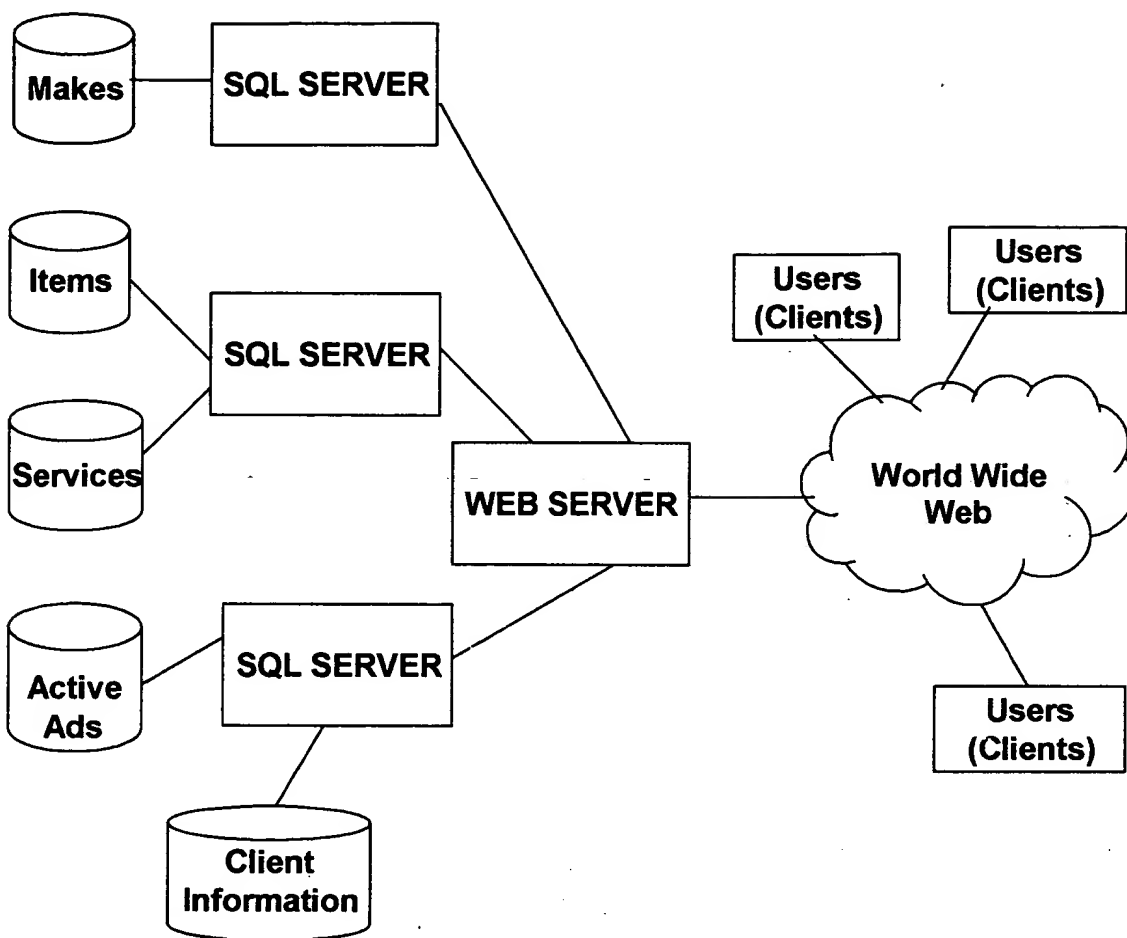 Makes
SQL SERVER
Items
SQL SERVER
Services
Users
(Clients)
Users
(Clients)
WEB SERVER
World Wide
Web
Active
Ads
SQL SERVER
Users
(Clients)
Client
Information